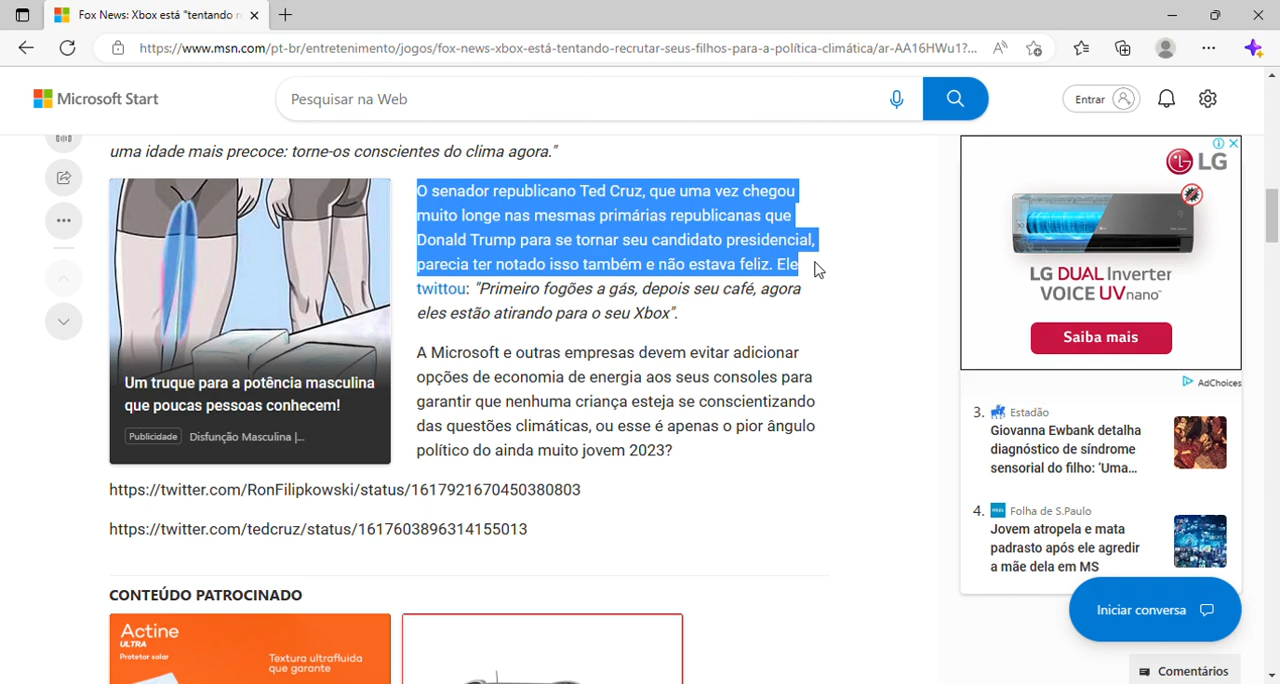 Fox News: Xbox está "tentando r
https://www.msn.com/pt-br/entretenimento/jogos/fox-news-xbox-está-tentando-recrutar-seus-filhos-para-a-política-climática/ar-AA16HWu1?...
Microsoft Start
Pesquisar na Web
Entrar
uma idade mais precoce: torne-os conscientes do clima agora."
O senador republicano Ted Cruz, que uma vez chegou
muito longe nas mesmas primárias republicanas que
Donald Trump para se tornar seu candidato presidencial,
parecia ter notado isso também e não estava feliz. Ele
twittou: "Primeiro fogões a gás, depois seu café, agora
eles estão atirando para o seu Xbox".
A Microsoft e outras empresas devem evitar adicionar
opções de economia de energia aos seus consoles para
garantir que nenhuma criança esteja se conscientizando
das questões climáticas, ou esse é apenas o pior ângulo
político do ainda muito jovem 2023?
Um truque para a potência masculina
que poucas pessoas conhecem!
Publicidade
Disfunção Masculina |...
https://twitter.com/RonFilipkowski/status/1617921670450380803
https://twitter.com/tedcruz/status/1617603896314155013
CONTEÚDO PATROCINADO
Actine
ULTRA
Protetor solar
Textura ultrafluida
que garante
LG
LG DUAL Inverter
VOICE UVnano™
Saiba mais
AdChoices
3. Estadão
Giovanna Ewbank detalha
diagnóstico de síndrome
sensorial do filho: 'Uma...
4. Folha de S.Paulo
Jovem atropela e mata
padrasto após ele agredir
a mãe dela em MS
Iniciar conversa
Comentários